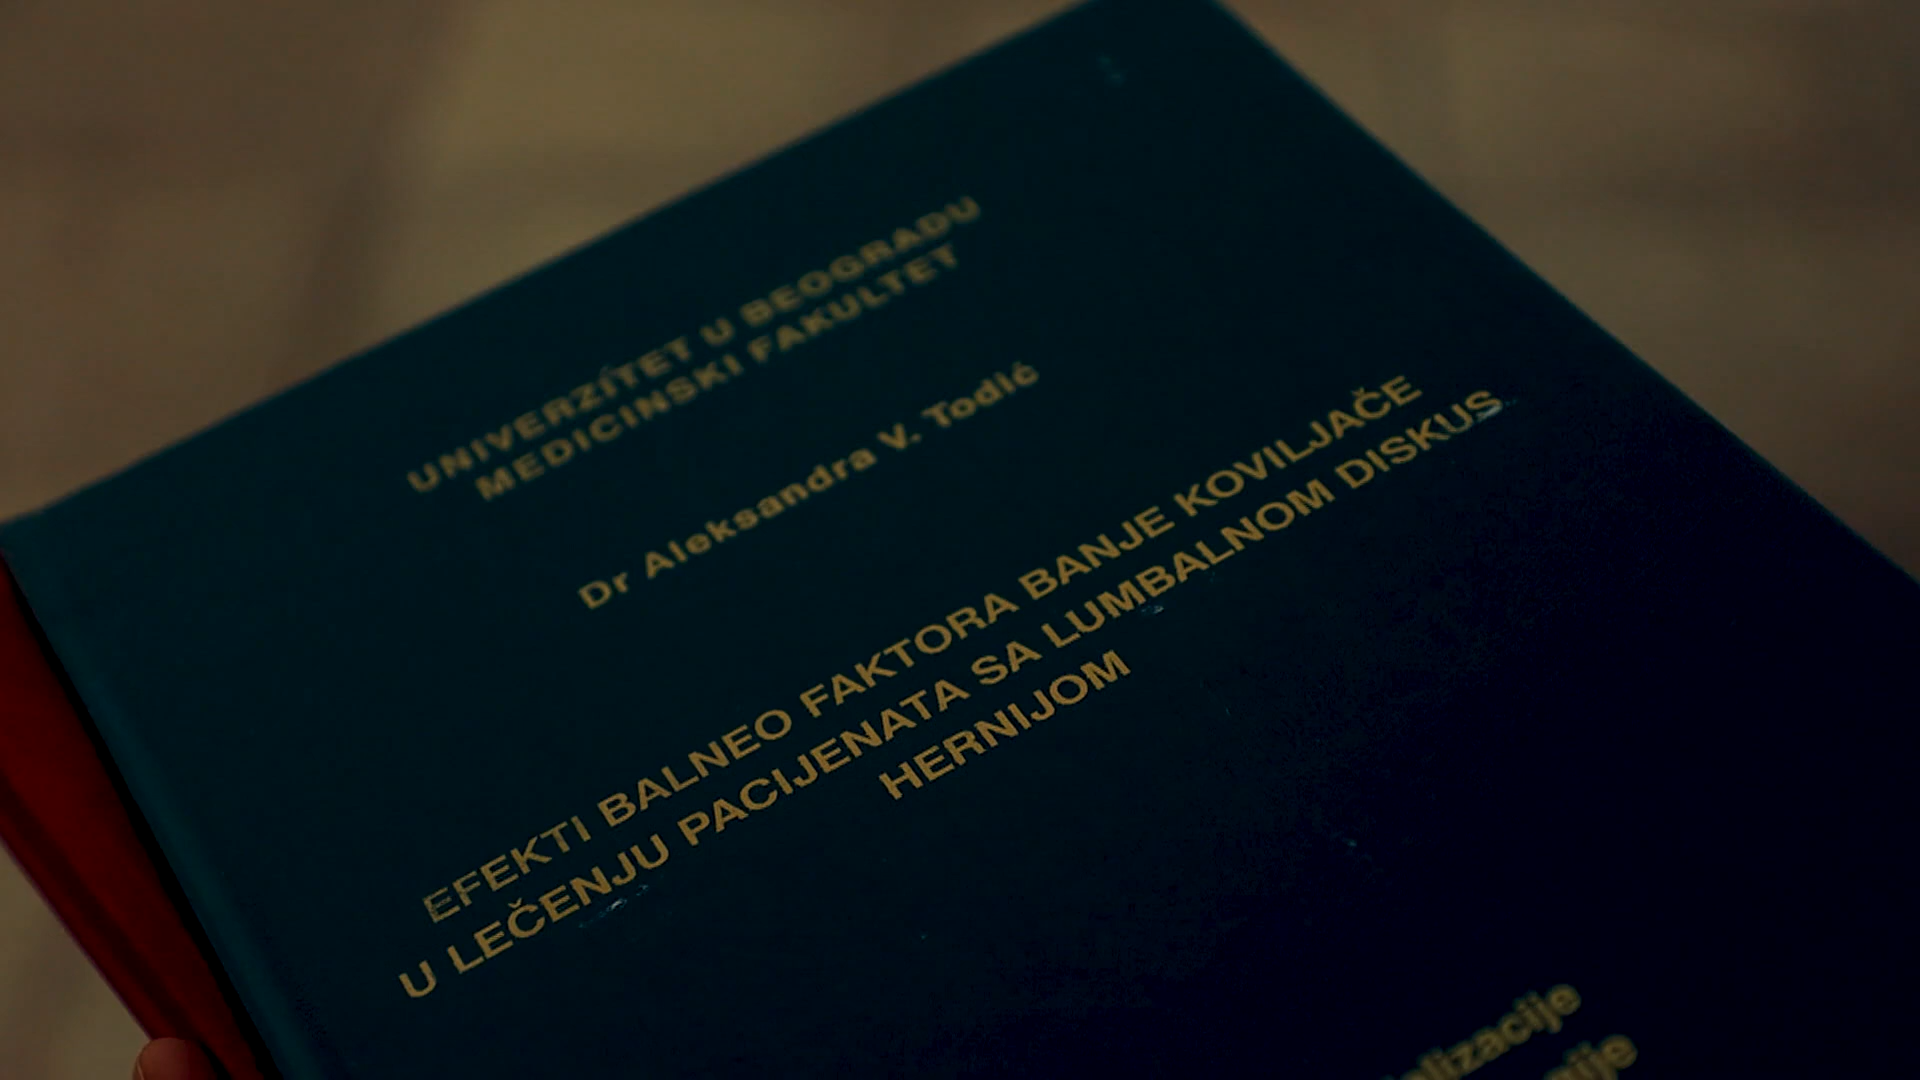 UNIVERZITET U BEOGRADU
MEDICINSKI FAKULTET
Dr Aleksandra V. Todić
EFEKTI BALNEO FAKTORA BANJE KOVILJAČE
U LEČENJU PACIJENATA SA LUMBALNOM DISKUS
HERNIJOM